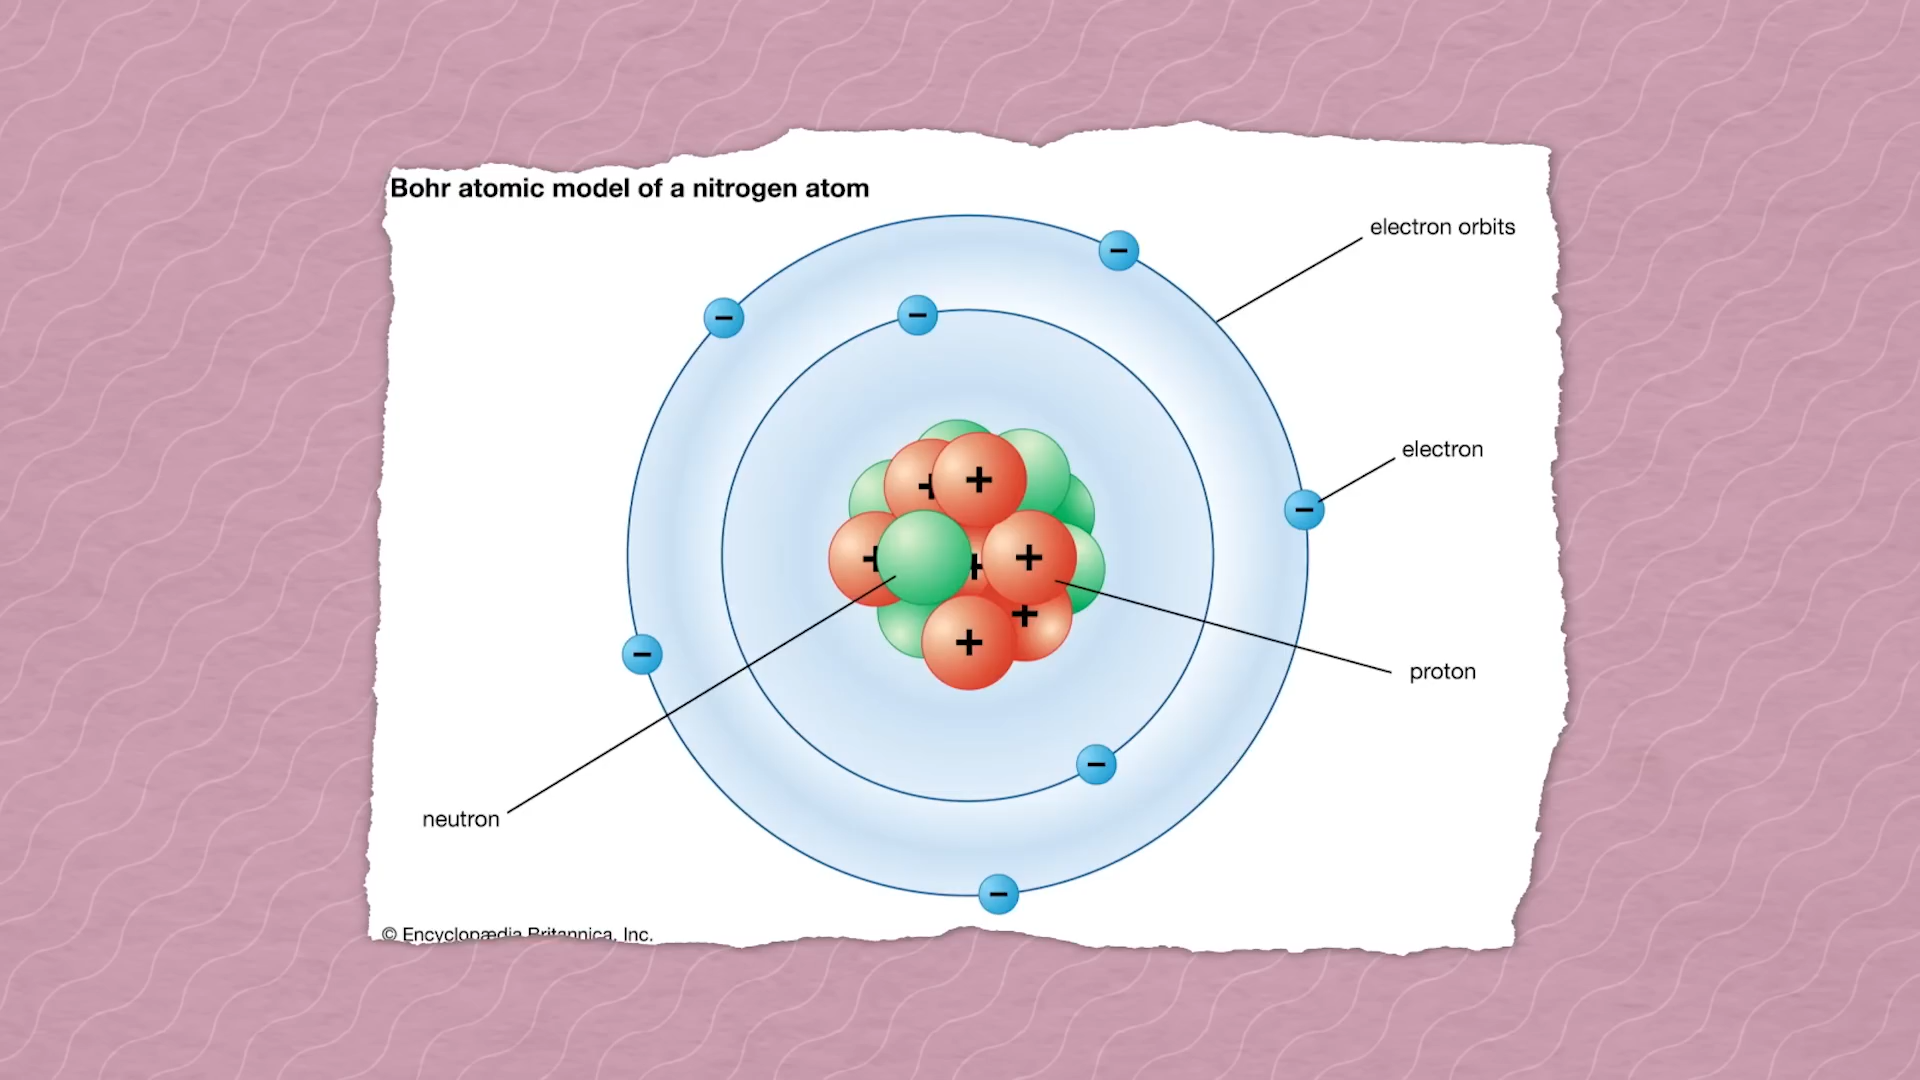 Bohr atomic model of a nitrogen atom
electron orbits
−
−
−
electron
−
+
+
+
+
+
+
+
proton
−
−
neutron
−
© Encyclopædia Britannica, Inc.